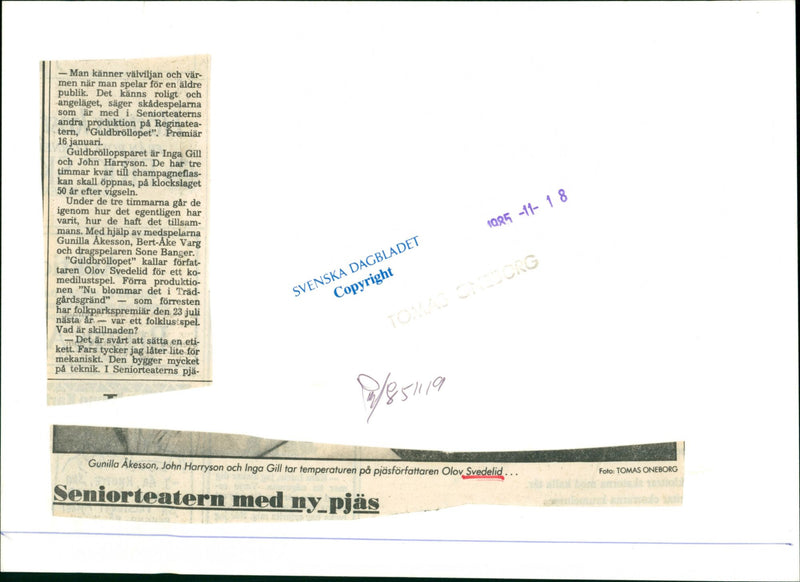 — Man känner välviljan och vär-
men när man spelar för en äldre
publik. Det känns roligt och
angeläget, säger skådespelarna
som är med i Seniorteaterns
andra produktion på Reginatea-
tern, "Guldbröllopet". Premiär
16 januari.
Guldbröllopsparet är Inga Gill
och John Harryson. De har tre
timmar kvar till champagneflas-
kan skall öppnas, på klockslaget
50 år efter vigseln.
Under de tre timmarna går de
igenom hur det egentligen har
varit, hur de haft det tillsam-
mans. Med hjälp av medspelarna
Gunilla Åkesson, Bert-Åke Varg
och dragspelaren Sone Banger.
"Guldbröllopet" kallar förfat-
taren Olov Svedelid för ett ko-
medilustspel. Förra produktio-
nen "Nu blommar det i Träd-
gårdsgränd" — som förresten
har folkparkspremiär den 23 juli
nästa år — var ett folklustspel.
Vad är skillnaden?
— Det är svårt att sätta en eti-
kett. Fars tycker jag låter lite för
mekaniskt. Den bygger mycket
på teknik. I Seniorteaterns pjä-
1985 -11- 18
SVENSKA DAGBLADET
Copyright
TOMAS ONEBORG
/851119
Gunilla Åkesson, John Harryson och Inga Gill tar temperaturen på pjäsförfattaren Olov Svedelid . . .
Foto: TOMAS ONEBORG
Seniorteatern med ny pjäs